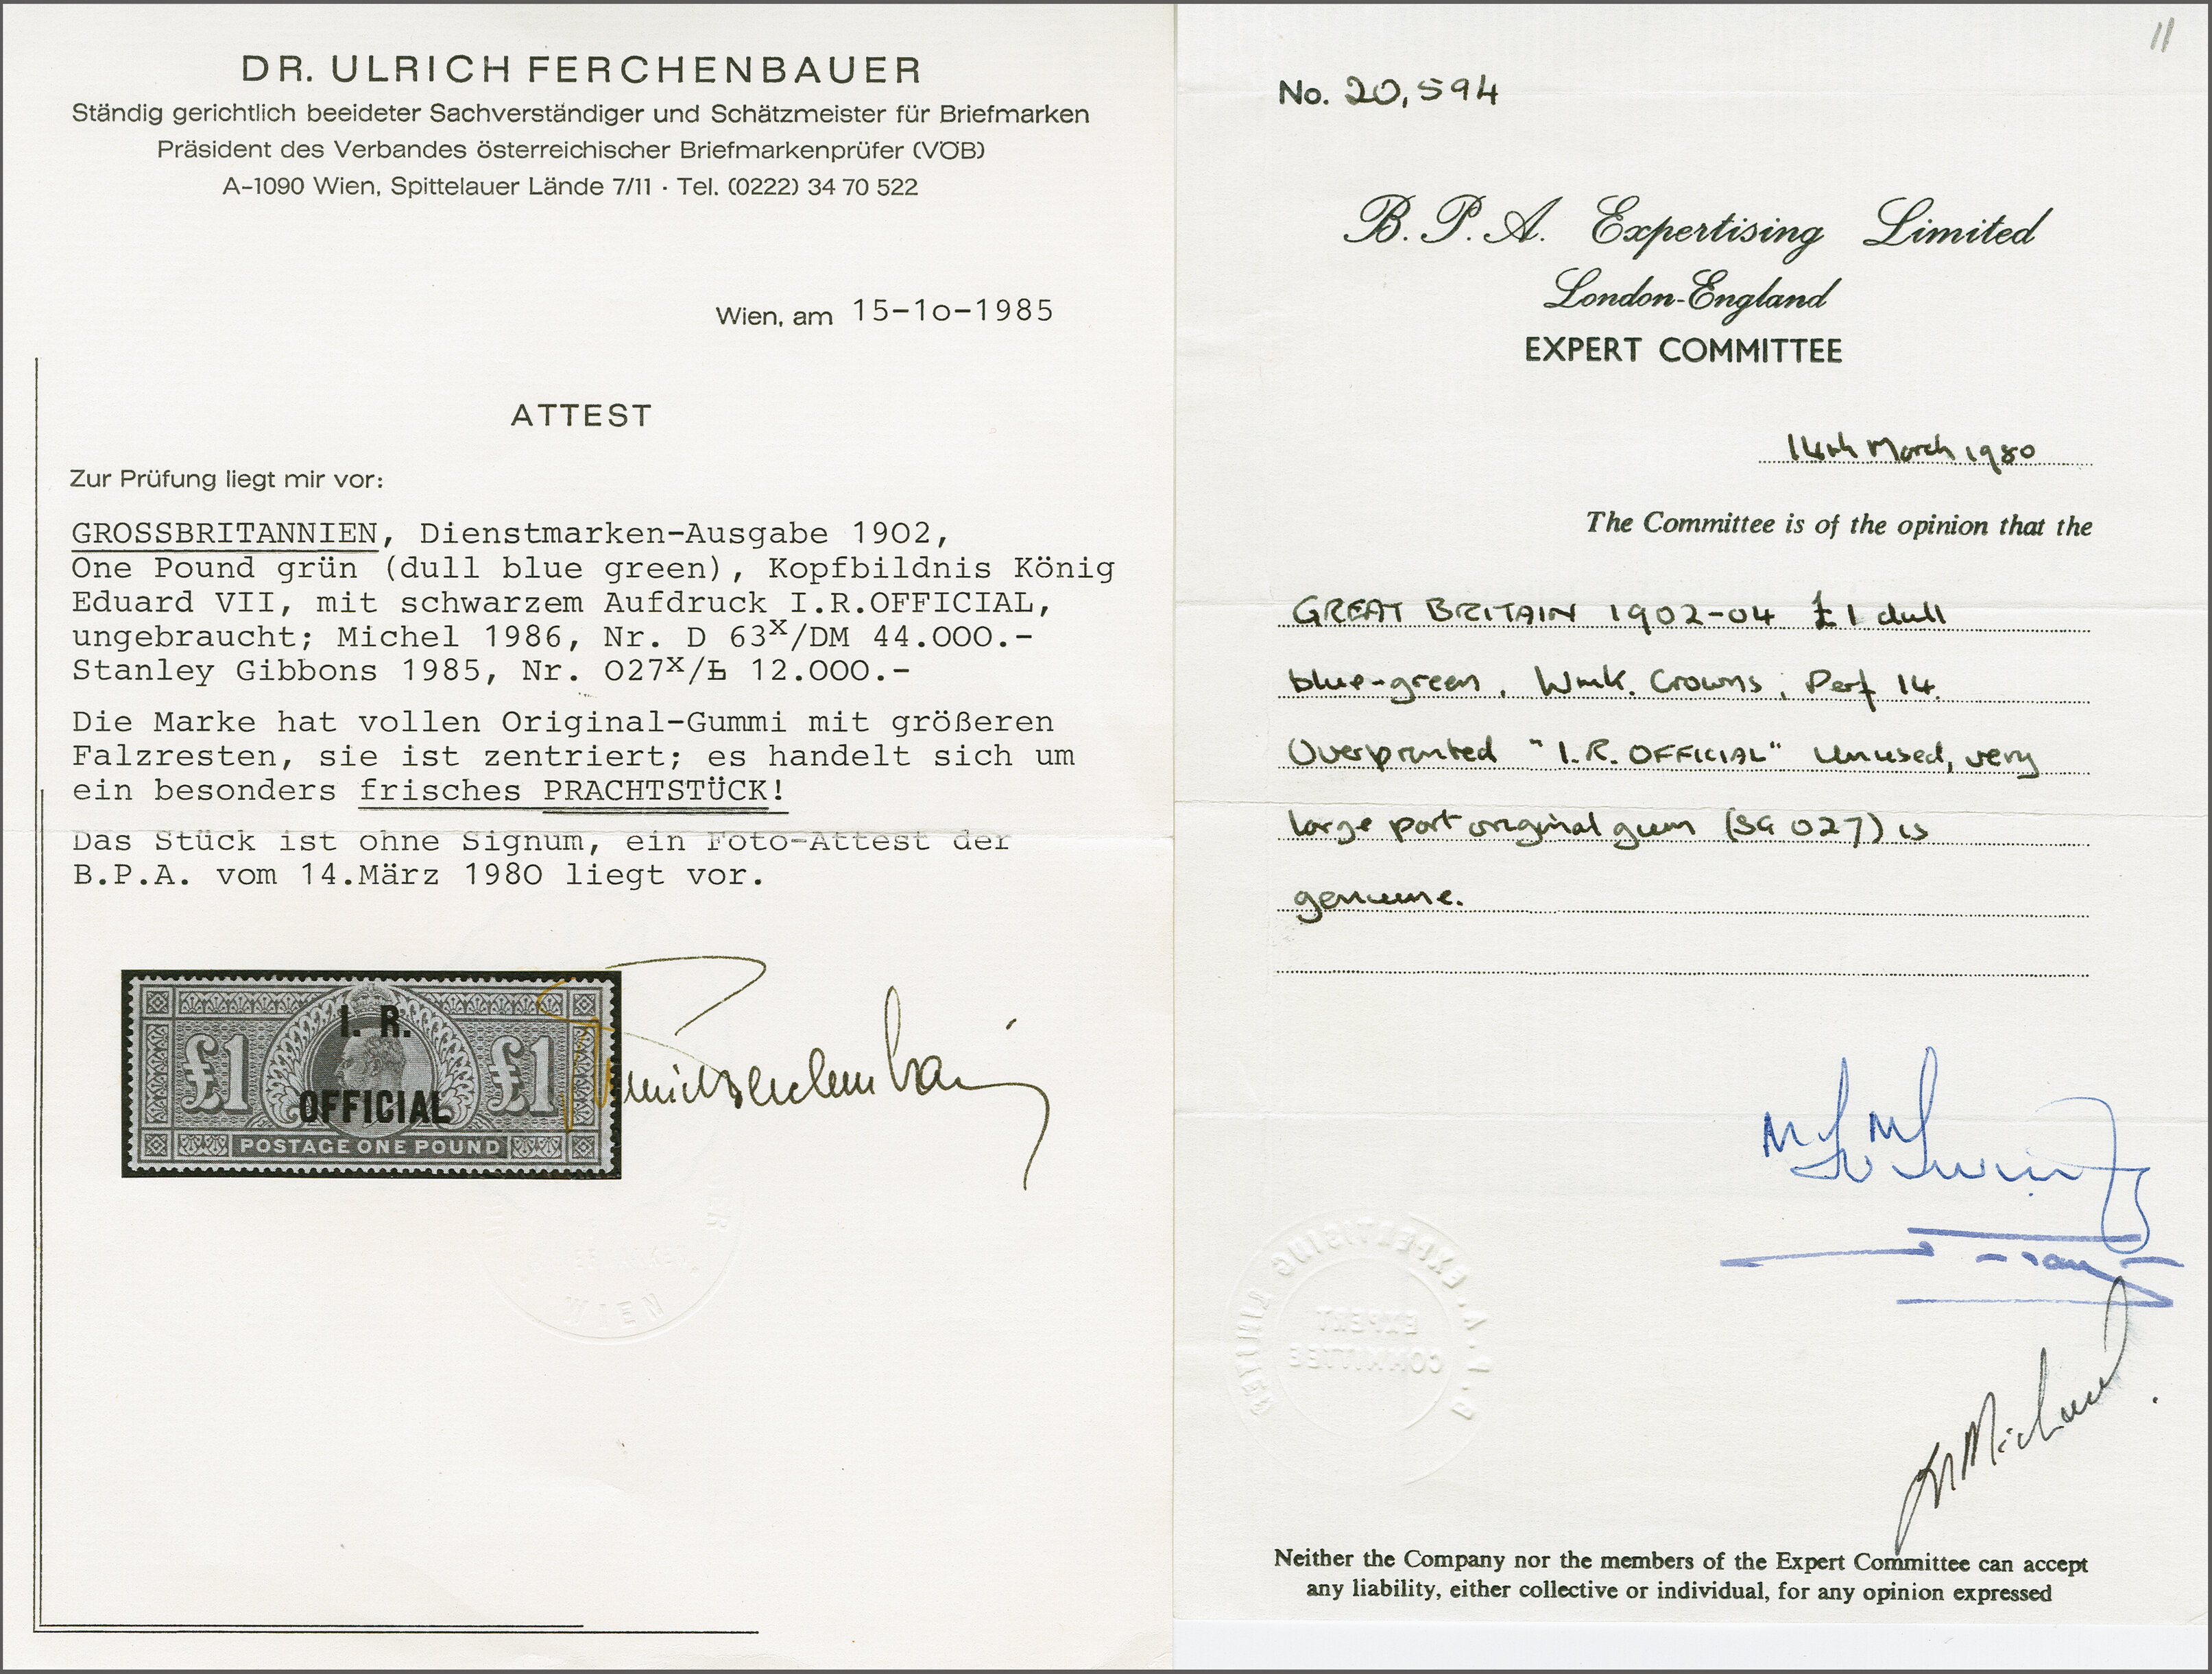 DR. ULRICH FERCHENBAUER
Ständig gerichtlich beeideter Sachverständiger und Schätzmeister für Briefmarken
Präsident des Verbandes österreichischer Briefmarkenprüfer (VÖB)
A-1090 Wien, Spittelauer Lände 7/11 · Tel. (0222) 34 70 522
Wien, am 15-1o-1985
ATTEST
Zur Prüfung liegt mir vor:
GROSSBRITANNIEN, Dienstmarken-Ausgabe 1902,
One Pound grün (dull blue green), Kopfbildnis König
Eduard VII, mit schwarzem Aufdruck I.R.OFFICIAL,
ungebraucht; Michel 1986, Nr. D 63x/DM 44.000.-
Stanley Gibbons 1985, Nr. O27x/£ 12.000.-
Die Marke hat vollen Original-Gummi mit größeren
Falzresten, sie ist zentriert; es handelt sich um
ein besonders frisches PRACHTSTÜCK!
Das Stück ist ohne Signum, ein Foto-Attest der
B.P.A. vom 14.März 1980 liegt vor.
I. R.
£1 £1
OFFICIAL
POSTAGE ONE POUND
WIEN
11
No. 20,594
B. P. A. Expertising Limited
London-England
EXPERT COMMITTEE
14th March 1980
The Committee is of the opinion that the
GREAT BRITAIN 1902-04 £1 dull
blue-green, Wmk. Crowns, Perf 14.
Overprinted "I.R. OFFICIAL" Unused, very
large part original gum (SG O27) is
genuine.
B.P.A. EXPERTISING LIMITED
EXPERT
COMMITTEE
Neither the Company nor the members of the Expert Committee can accept
any liability, either collective or individual, for any opinion expressed